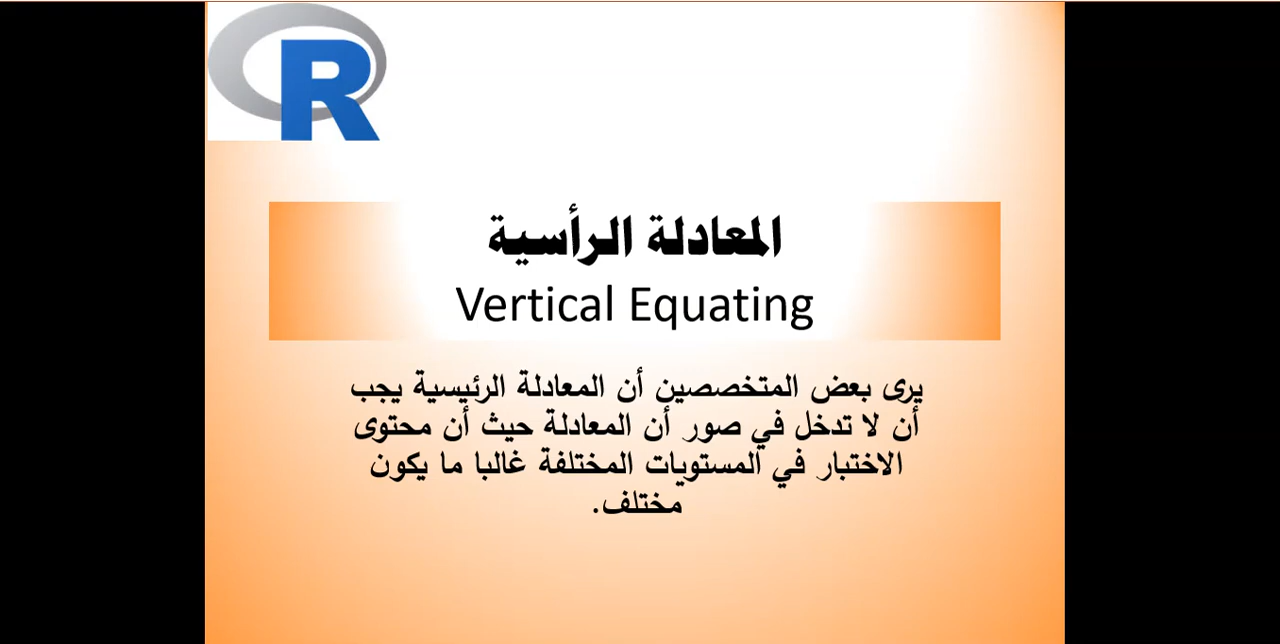 R
المعادلة الرأسية
Vertical Equating
يرى بعض المتخصصين أن المعادلة الرئيسية يجب
أن لا تدخل في صور أن المعادلة حيث أن محتوى
الاختبار في المستويات المختلفة غالبا ما يكون
مختلف.